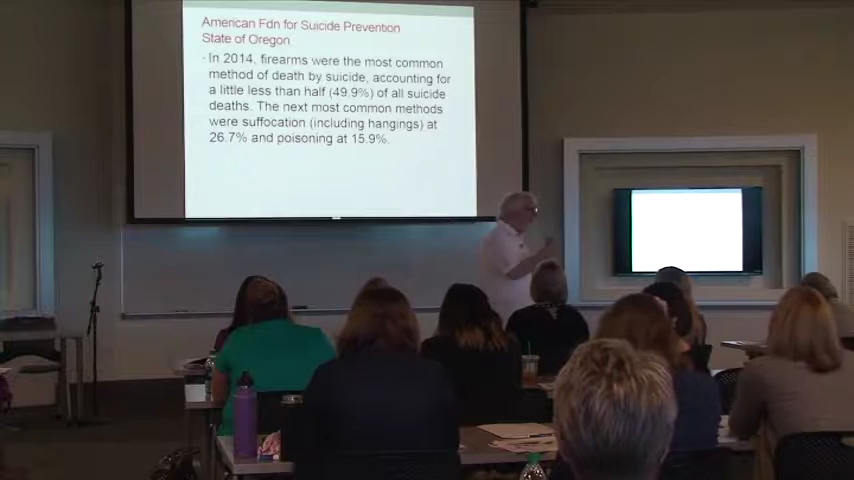 American Fdn for Suicide Prevention
State of Oregon
· In 2014, firearms were the most common
method of death by suicide, accounting for
a little less than half (49.9%) of all suicide
deaths. The next most common methods
were suffocation (including hangings) at
26.7% and poisoning at 15.9%.